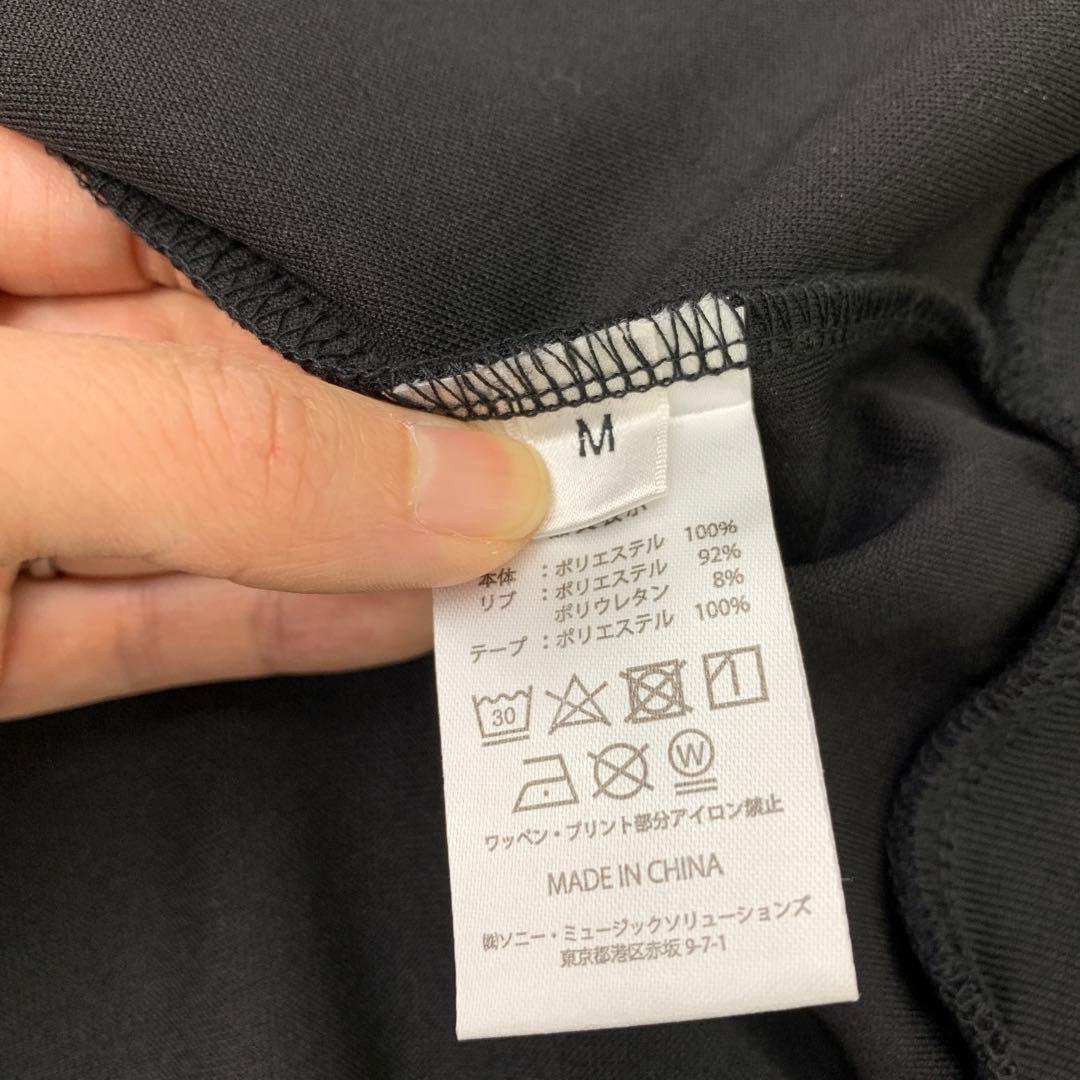 M
本体 : ポリエステル 100%
リブ : ポリエステル 92%
ポリウレタン 8%
テープ : ポリエステル 100%
30
W
ワッペン・プリント部分アイロン禁止
MADE IN CHINA
㈱ソニー・ミュージックソリューションズ
東京都港区赤坂 9-7-1